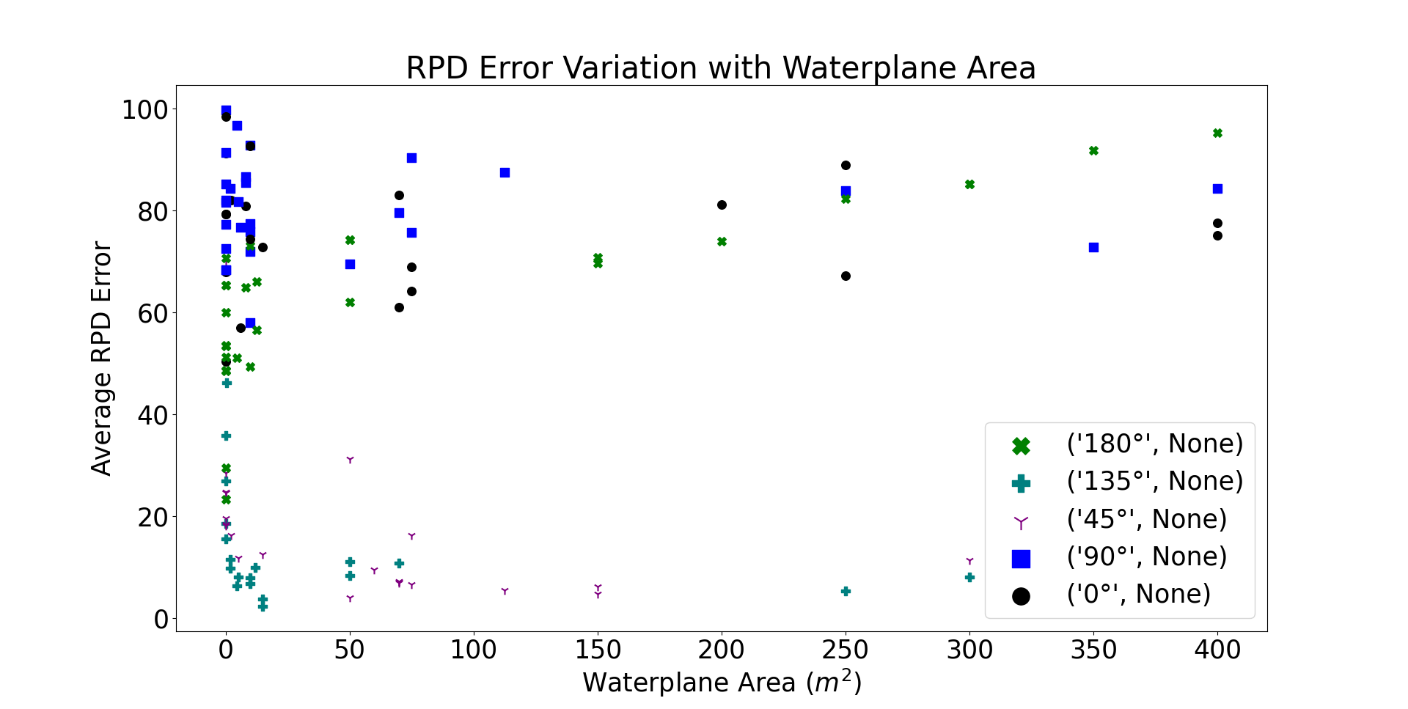 RPD Error Variation with Waterplane Area
Average RPD Error
100
80
60
40
20
0
0 50 100 150 200 250 300 350 400
Waterplane Area (m²)
('180°', None)
('135°', None)
('45°', None)
('90°', None)
('0°', None)